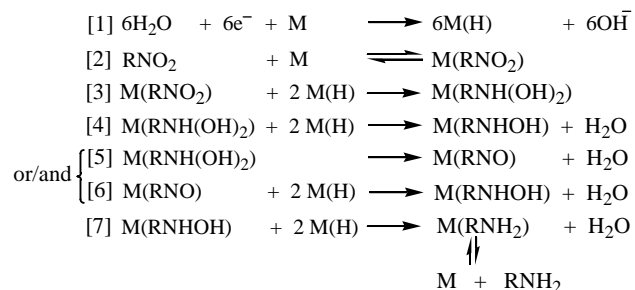 [1] 6H₂O + 6e⁻ + M ⟶ 6M(H) + 6OH⁻
[2] RNO₂ + M ⇌ M(RNO₂)
[3] M(RNO₂) + 2 M(H) ⟶ M(RNH(OH)₂)
[4] M(RNH(OH)₂) + 2 M(H) ⟶ M(RNHOH) + H₂O
or/and { [5] M(RNH(OH)₂) ⟶ M(RNO) + H₂O
[6] M(RNO) + 2 M(H) ⟶ M(RNHOH) + H₂O
[7] M(RNHOH) + 2 M(H) ⟶ M(RNH₂) + H₂O
⇌
M + RNH₂